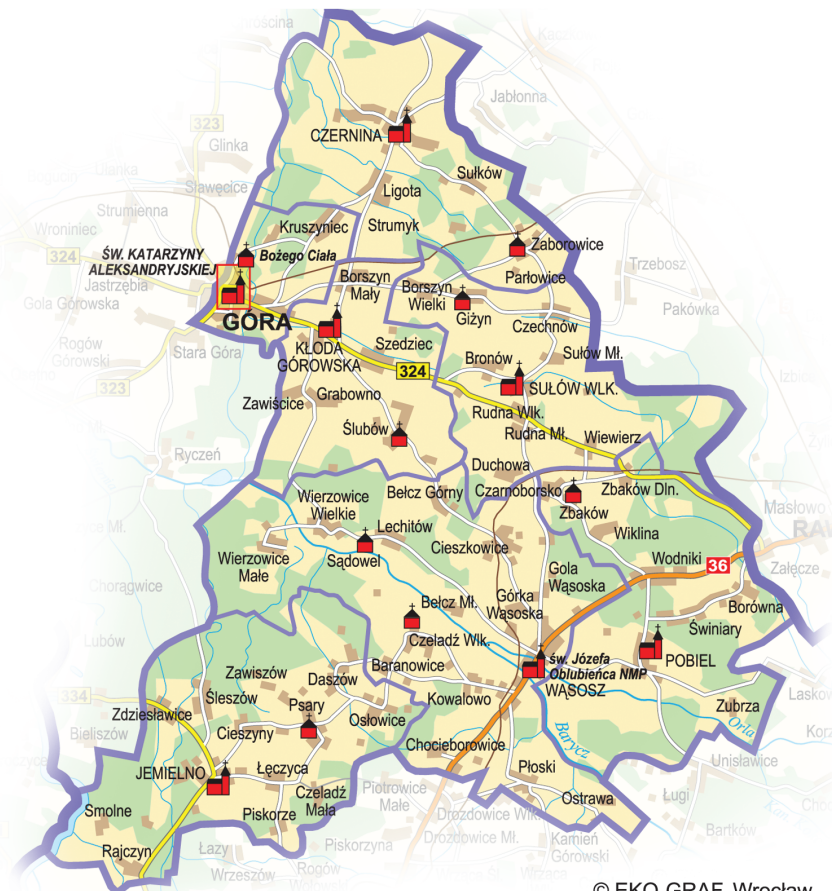 Kaczkowo
Jabłonna
323
CZERNINA
Glinka
Sułków
Sławęcice
Ligota
Strumienna
Kruszyniec
Strumyk
Wroniniec
324
ŚW. KATARZYNY
ALEKSANDRYJSKIEJ
Bożego Ciała
Zaborowice
Trzebosz
Jastrzębia
Gola Górowska
Borszyn
Mały
Borszyn
Wielki
Parłowice
Pakówka
Giżyn
GÓRA
Czechnów
Rogów
Górowski
Stara Góra
KŁODA
GÓROWSKA
Szedziec
Bronów
Sułów Mł.
324
SUŁÓW WLK.
323
Zawiścice
Grabowno
Rudna Wlk.
Ślubów
Rudna Mł.
Wiewierz
Ryczeń
Duchowa
Wierzowice
Wielkie
Bełcz Górny
Czarnoborsko
Zbaków Dln.
Zbaków
Masłowo
Lechitów
Wiklina
Cieszkowice
Wierzowice
Małe
Sądowel
Gola
Wąsoska
Wodniki
36
Załęcze
Chorągwice
Górka
Wąsoska
Borówna
Bełcz Mł.
Świniary
Lubów
Czeladź Wlk.
św. Józefa
Oblubieńca NMP
POBIEL
Baranowice
WĄSOSZ
Zawiszów
Daszów
334
Śleszów
Psary
Kowalowo
Zubrza
Zdziesławice
Osłowice
Orla
Bieliszów
Cieszyny
Barycz
Chocieborowice
Unisławice
JEMIELNO
Łęczyca
Płoski
Czeladź
Mała
Piotrowice
Małe
Ługi
Smolne
Piskorze
Ostrawa
Drozdowice Wlk.
Bartków
Rajczyn
Łazy
Piskorzyna
Drozdowice Mł.
Kamień
Górowski
Wrzeszów
Rogów
© EKO-GRAF, Wrocław